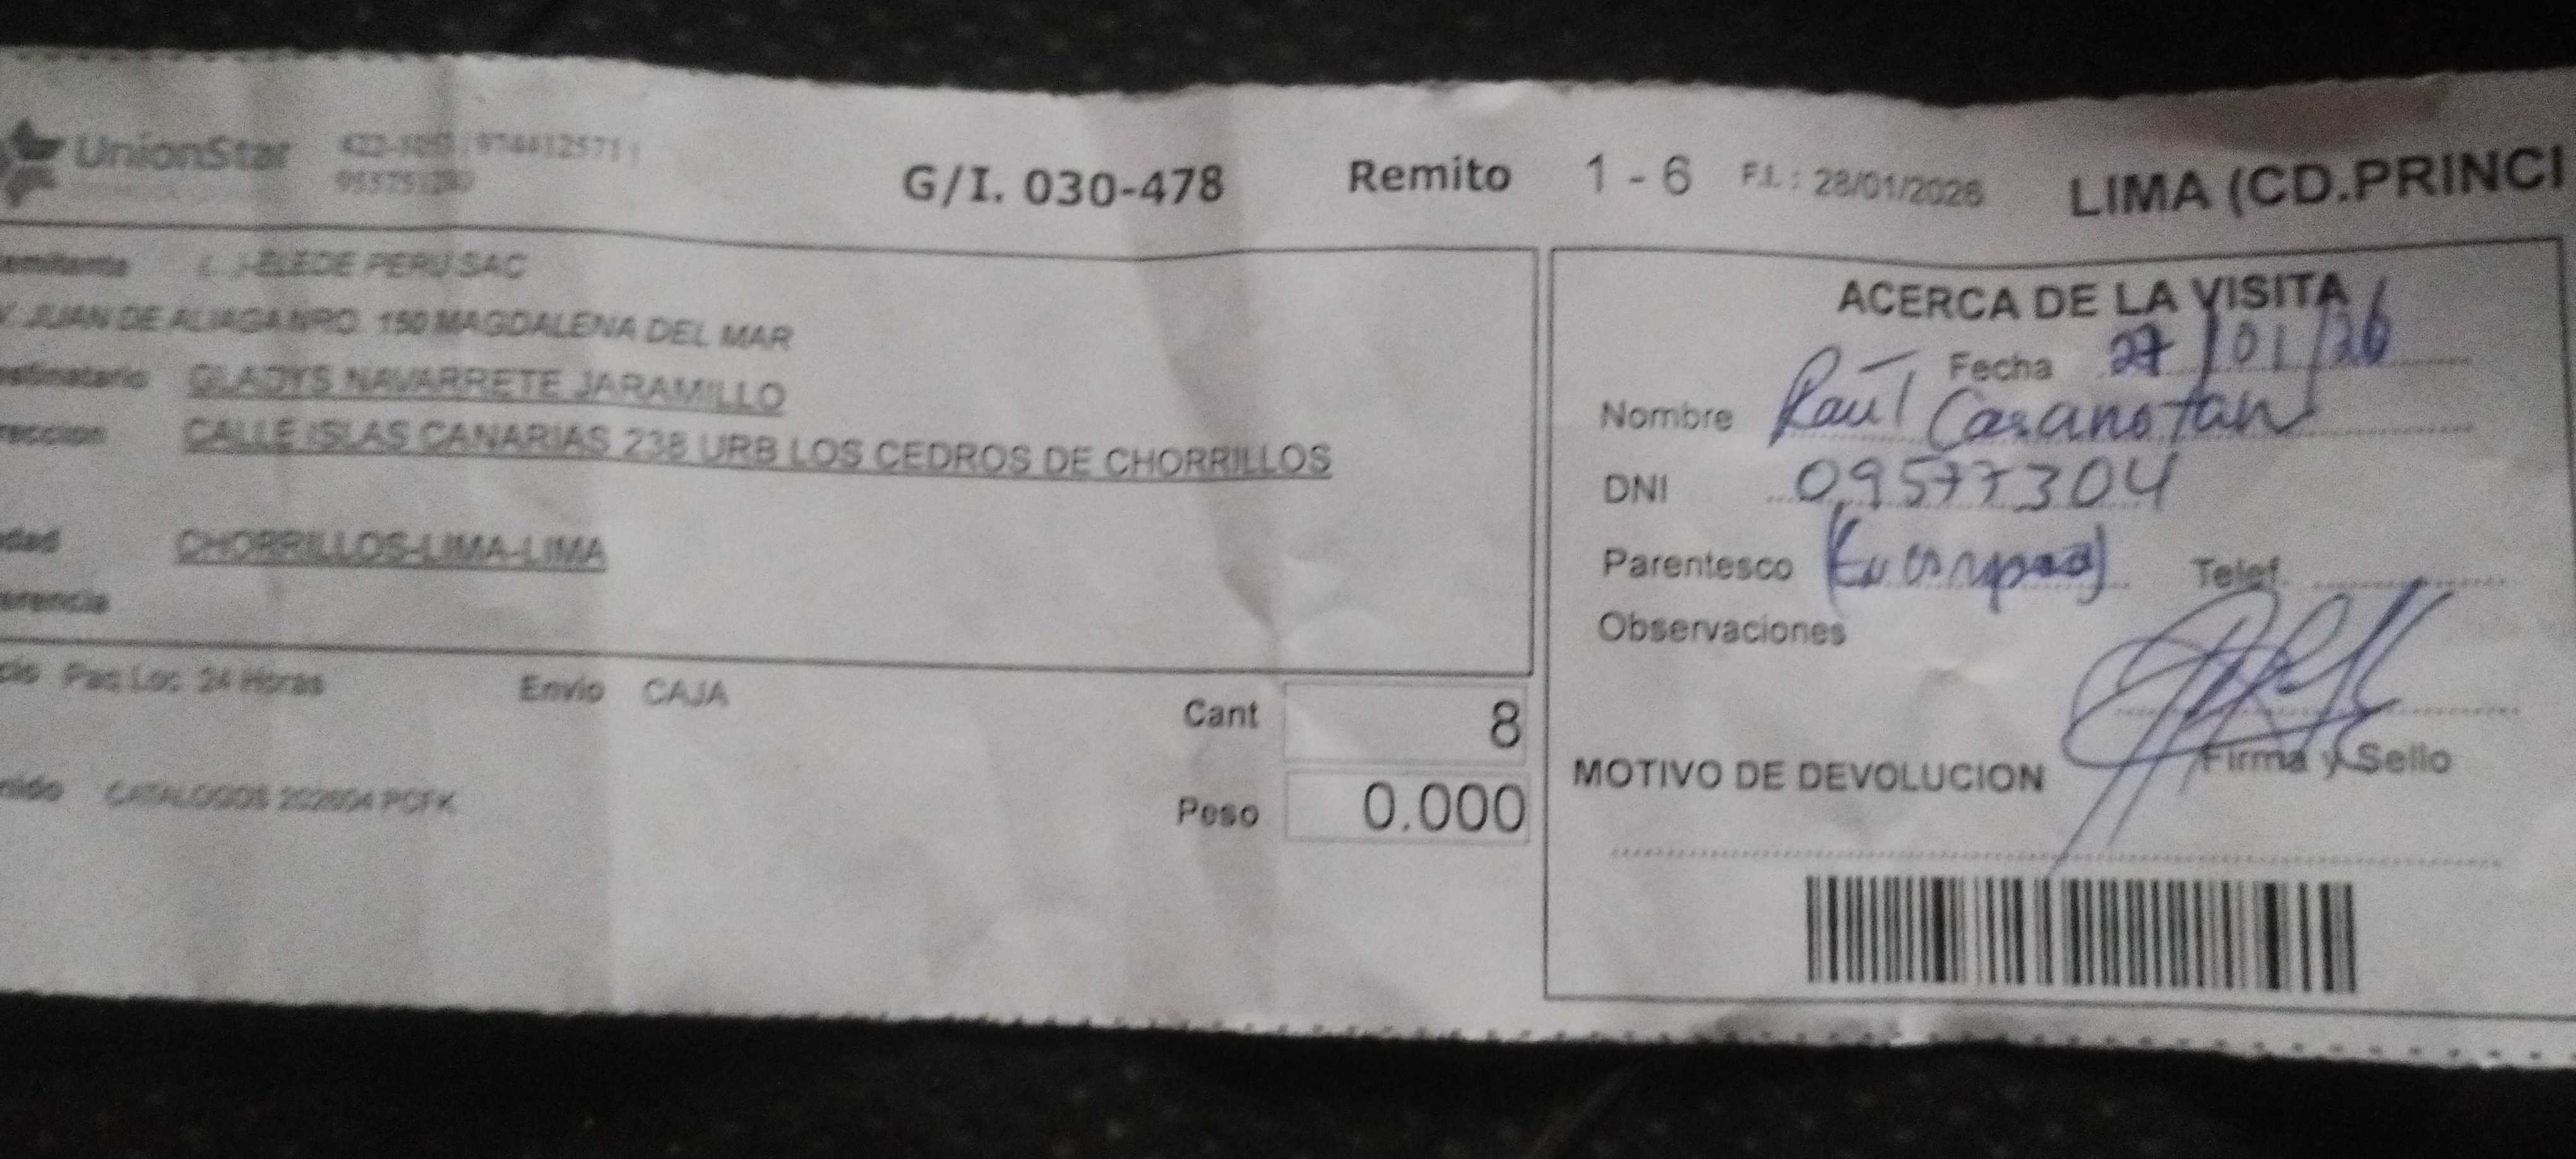 UnionStar
G/I. 030-478 Remito 1 - 6 F.I. : 28/01/2026 LIMA (CD.PRINCI
PERU SAC
JUAN DE ALIAGA NRO. 150 MAGDALENA DEL MAR
GLADYS NAVARRETE JARAMILLO
CALLE ISLAS CANARIAS 238 URB LOS CEDROS DE CHORRILLOS
CHORRILLOS-LIMA-LIMA
Paq Loc 24 Horas Envio CAJA Cant 8
CATALOGOS 202604 PCFK Peso 0.000
ACERCA DE LA VISITA
Fecha 27/01/26
Nombre Raúl
DNI 09577304
Parentesco Telef.
Observaciones
Firma y Sello
MOTIVO DE DEVOLUCION